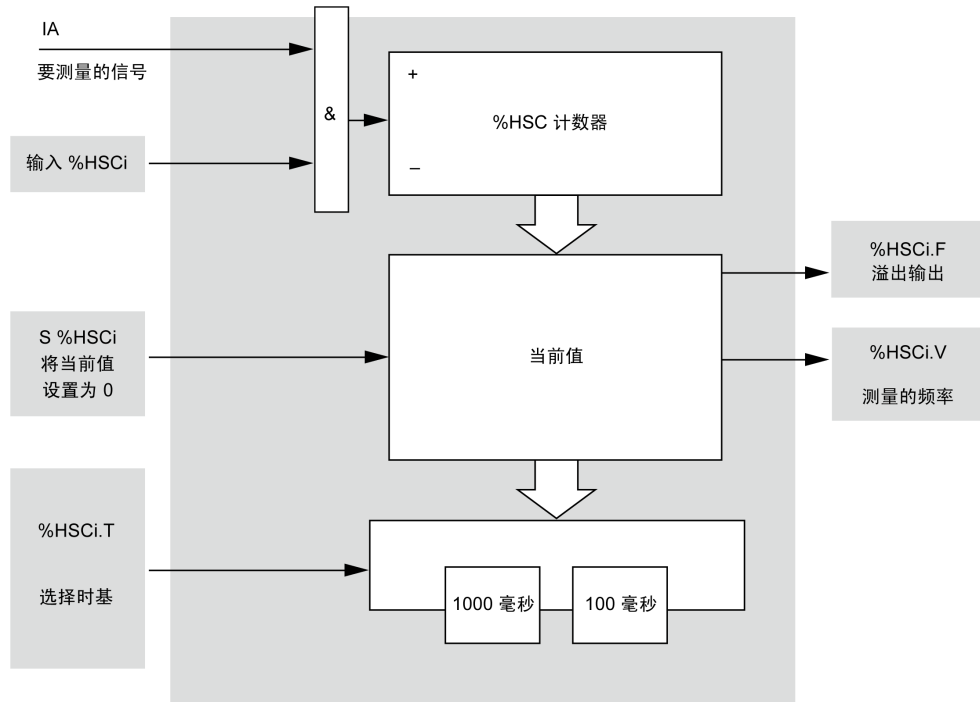 IA
要测量的信号
&
+
%HSC 计数器
–
输入 %HSCi
%HSCi.F
溢出输出
S %HSCi
将当前值
设置为 0
当前值
%HSCi.V
测量的频率
%HSCi.T
选择时基
1000 毫秒
100 毫秒